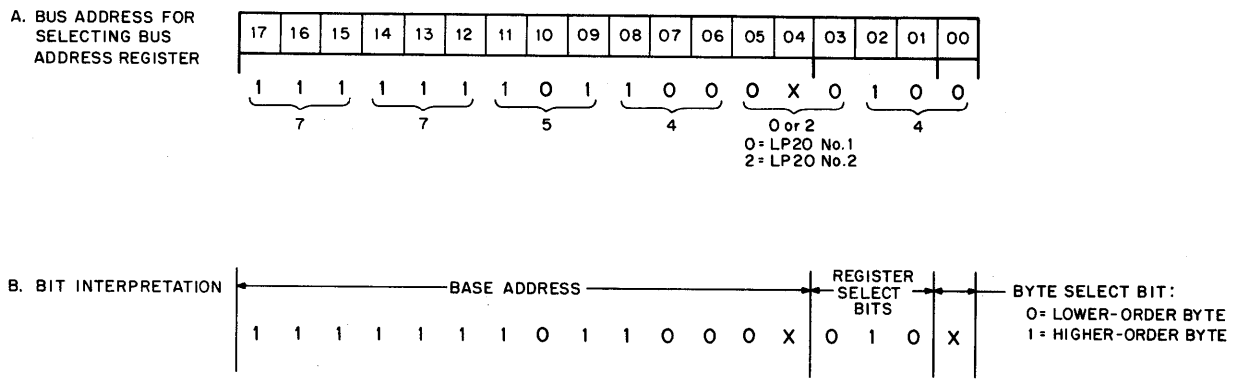 A. BUS ADDRESS FOR
SELECTING BUS
ADDRESS REGISTER
17 16 15 14 13 12 11 10 09 08 07 06 05 04 03 02 01 00
1 1 1 1 1 1 1 0 1 1 0 0 0 X 0 1 0 0
7 7 5 4 0 or 2 4
0 = LP20 No.1
2 = LP20 No.2
B. BIT INTERPRETATION
BASE ADDRESS
REGISTER
SELECT
BITS
BYTE SELECT BIT:
0 = LOWER-ORDER BYTE
1 = HIGHER-ORDER BYTE
1 1 1 1 1 1 1 0 1 1 0 0 0 X 0 1 0 X